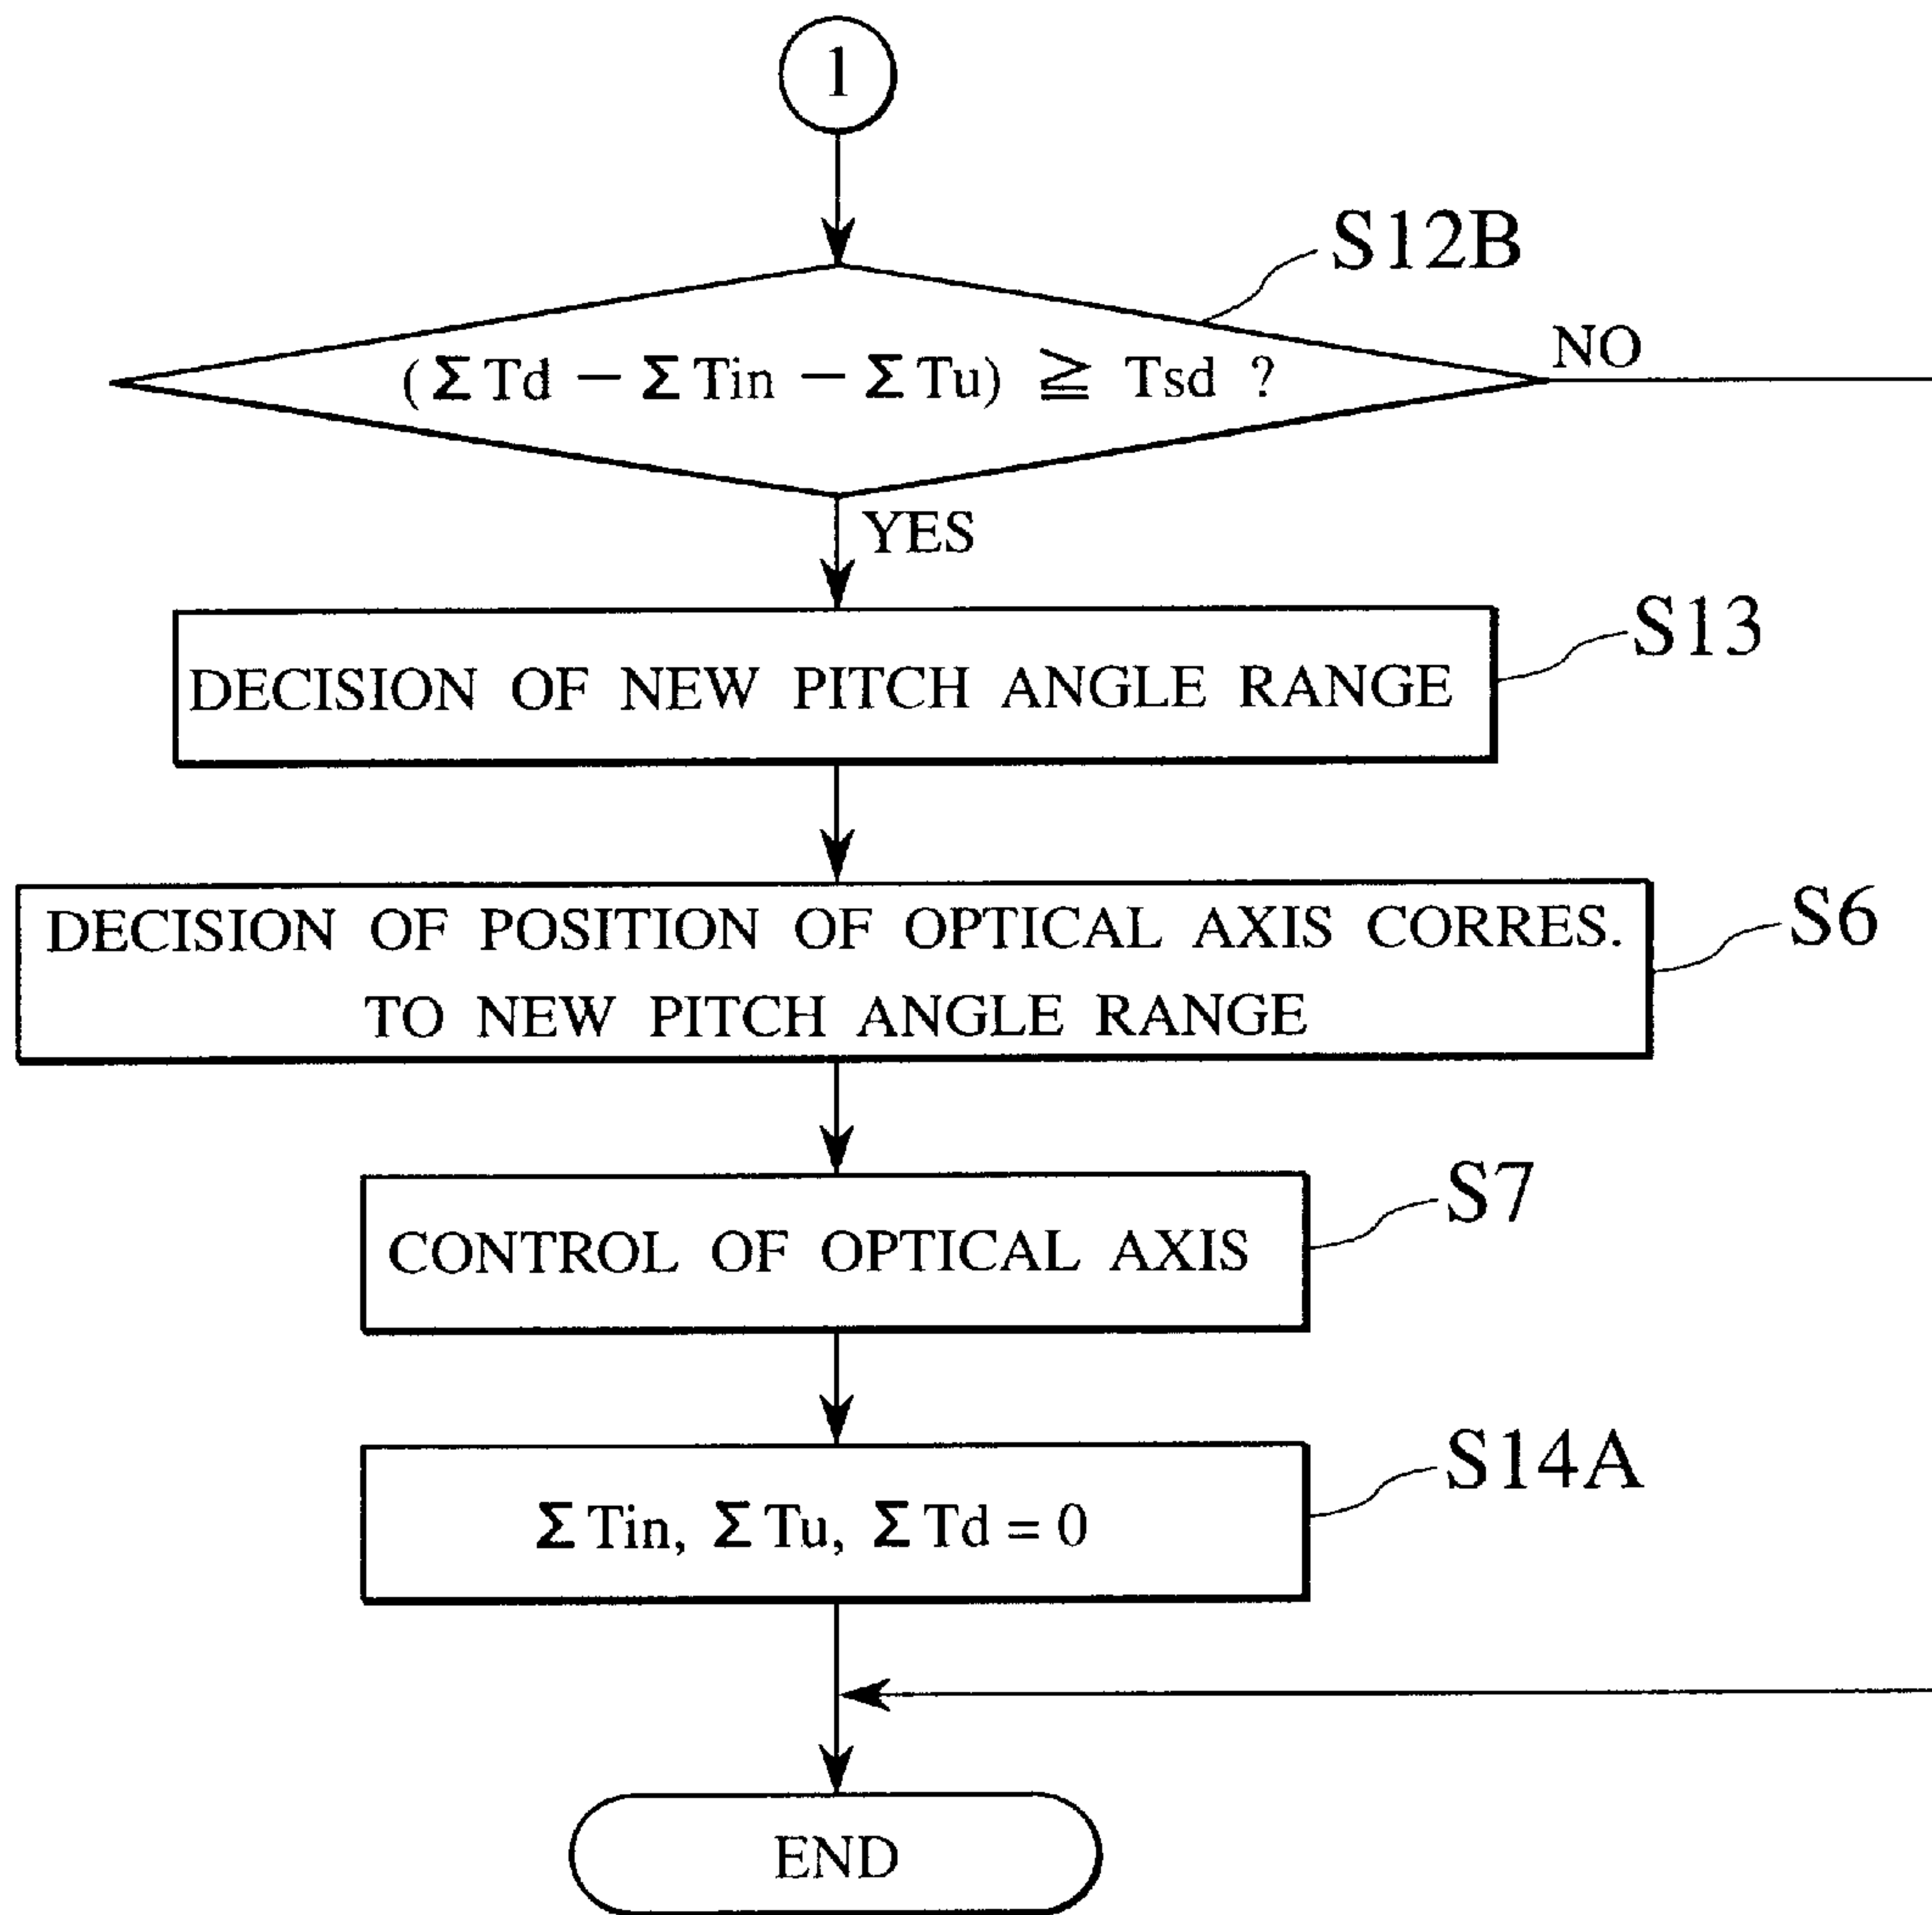 1
S12B
(ΣTd − ΣTin − ΣTu) ≧ Tsd ?
NO
YES
S13
DECISION OF NEW PITCH ANGLE RANGE
S6
DECISION OF POSITION OF OPTICAL AXIS CORRES.
TO NEW PITCH ANGLE RANGE
S7
CONTROL OF OPTICAL AXIS
S14A
ΣTin, ΣTu, ΣTd = 0
END